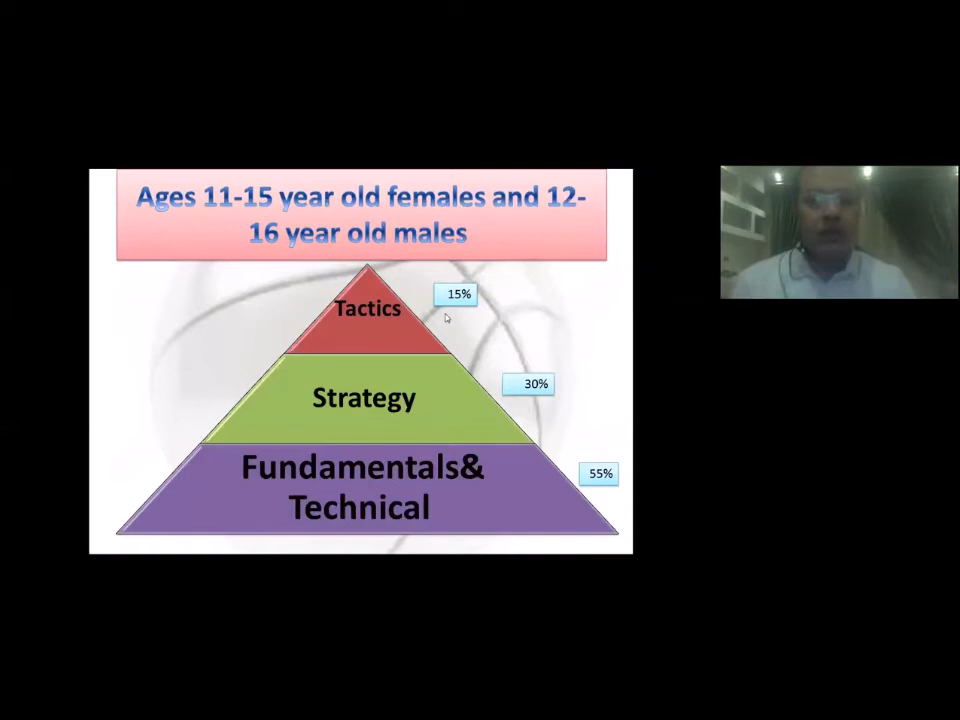 Ages 11-15 year old females and 12-
16 year old males
Tactics
15%
Strategy
30%
Fundamentals&
Technical
55%